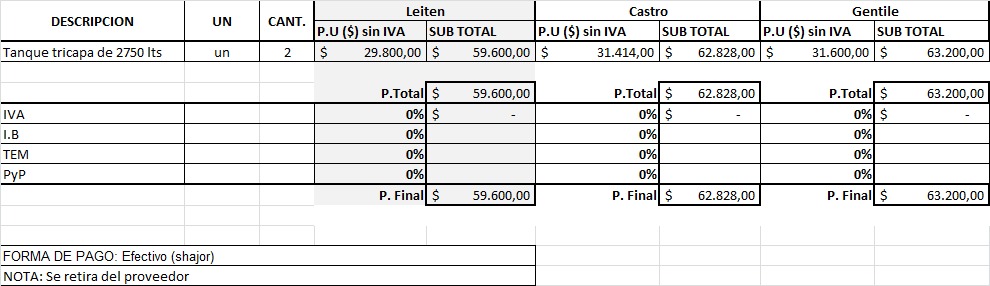 DESCRIPCION UN CANT. Leiten Castro Gentile
P.U ($) sin IVA SUB TOTAL P.U ($) sin IVA SUB TOTAL P.U ($) sin IVA SUB TOTAL
Tanque tricapa de 2750 lts un 2 $ 29.800,00 $ 59.600,00 $ 31.414,00 $ 62.828,00 $ 31.600,00 $ 63.200,00
P.Total $ 59.600,00 P.Total $ 62.828,00 P.Total $ 63.200,00
IVA 0% $ - 0% $ - 0% $ -
I.B 0% 0% 0%
TEM 0% 0% 0%
PyP 0% 0% 0%
P. Final $ 59.600,00 P. Final $ 62.828,00 P. Final $ 63.200,00
FORMA DE PAGO: Efectivo (shajor)
NOTA: Se retira del proveedor